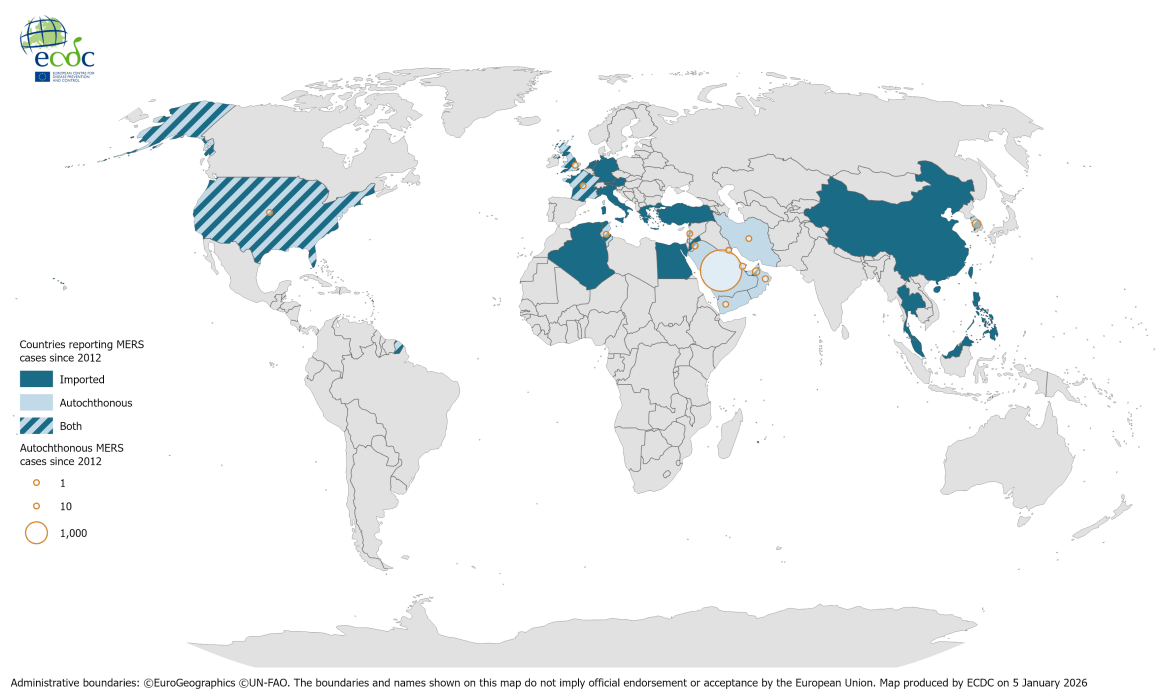 ecdc
EUROPEAN CENTRE FOR
DISEASE PREVENTION
AND CONTROL
Countries reporting MERS
cases since 2012
Imported
Autochthonous
Both
Autochthonous MERS
cases since 2012
1
10
1,000
Administrative boundaries: ©EuroGeographics ©UN-FAO. The boundaries and names shown on this map do not imply official endorsement or acceptance by the European Union. Map produced by ECDC on 5 January 2026